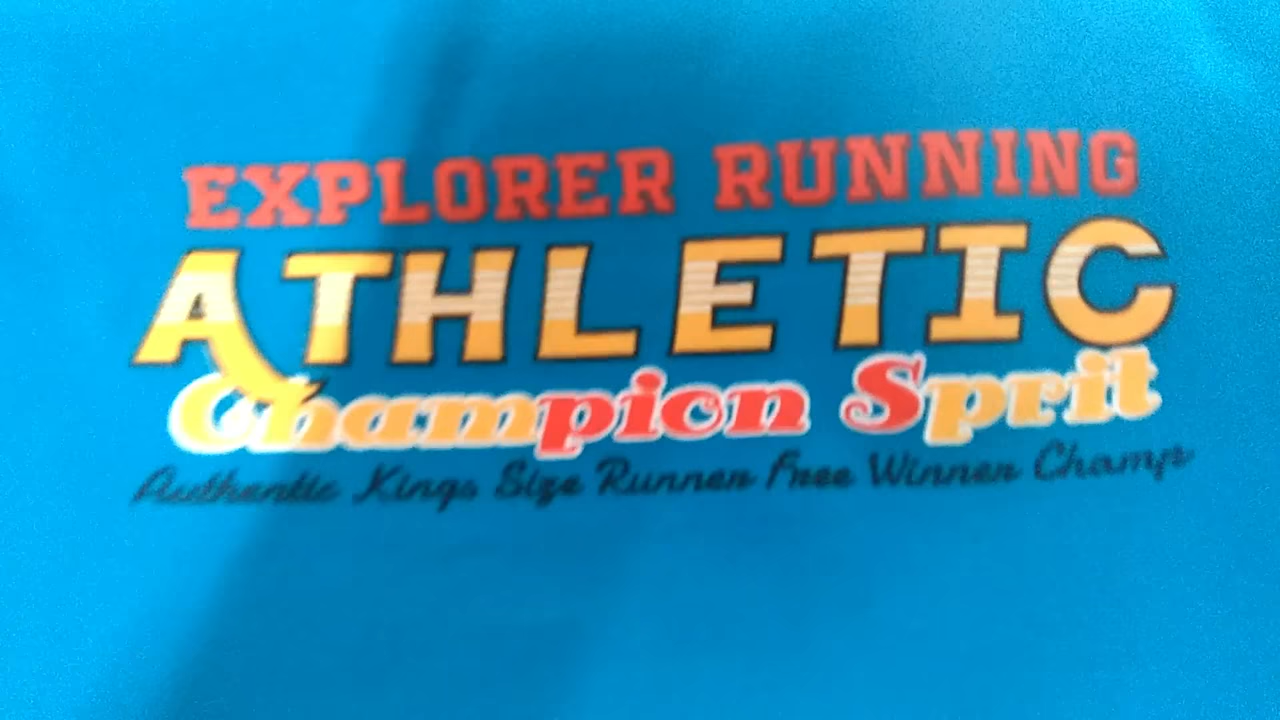 EXPLORER RUNNING
ATHLETIC
Champion Sprit
Authentic Kings Size Runner Free Winner Champ